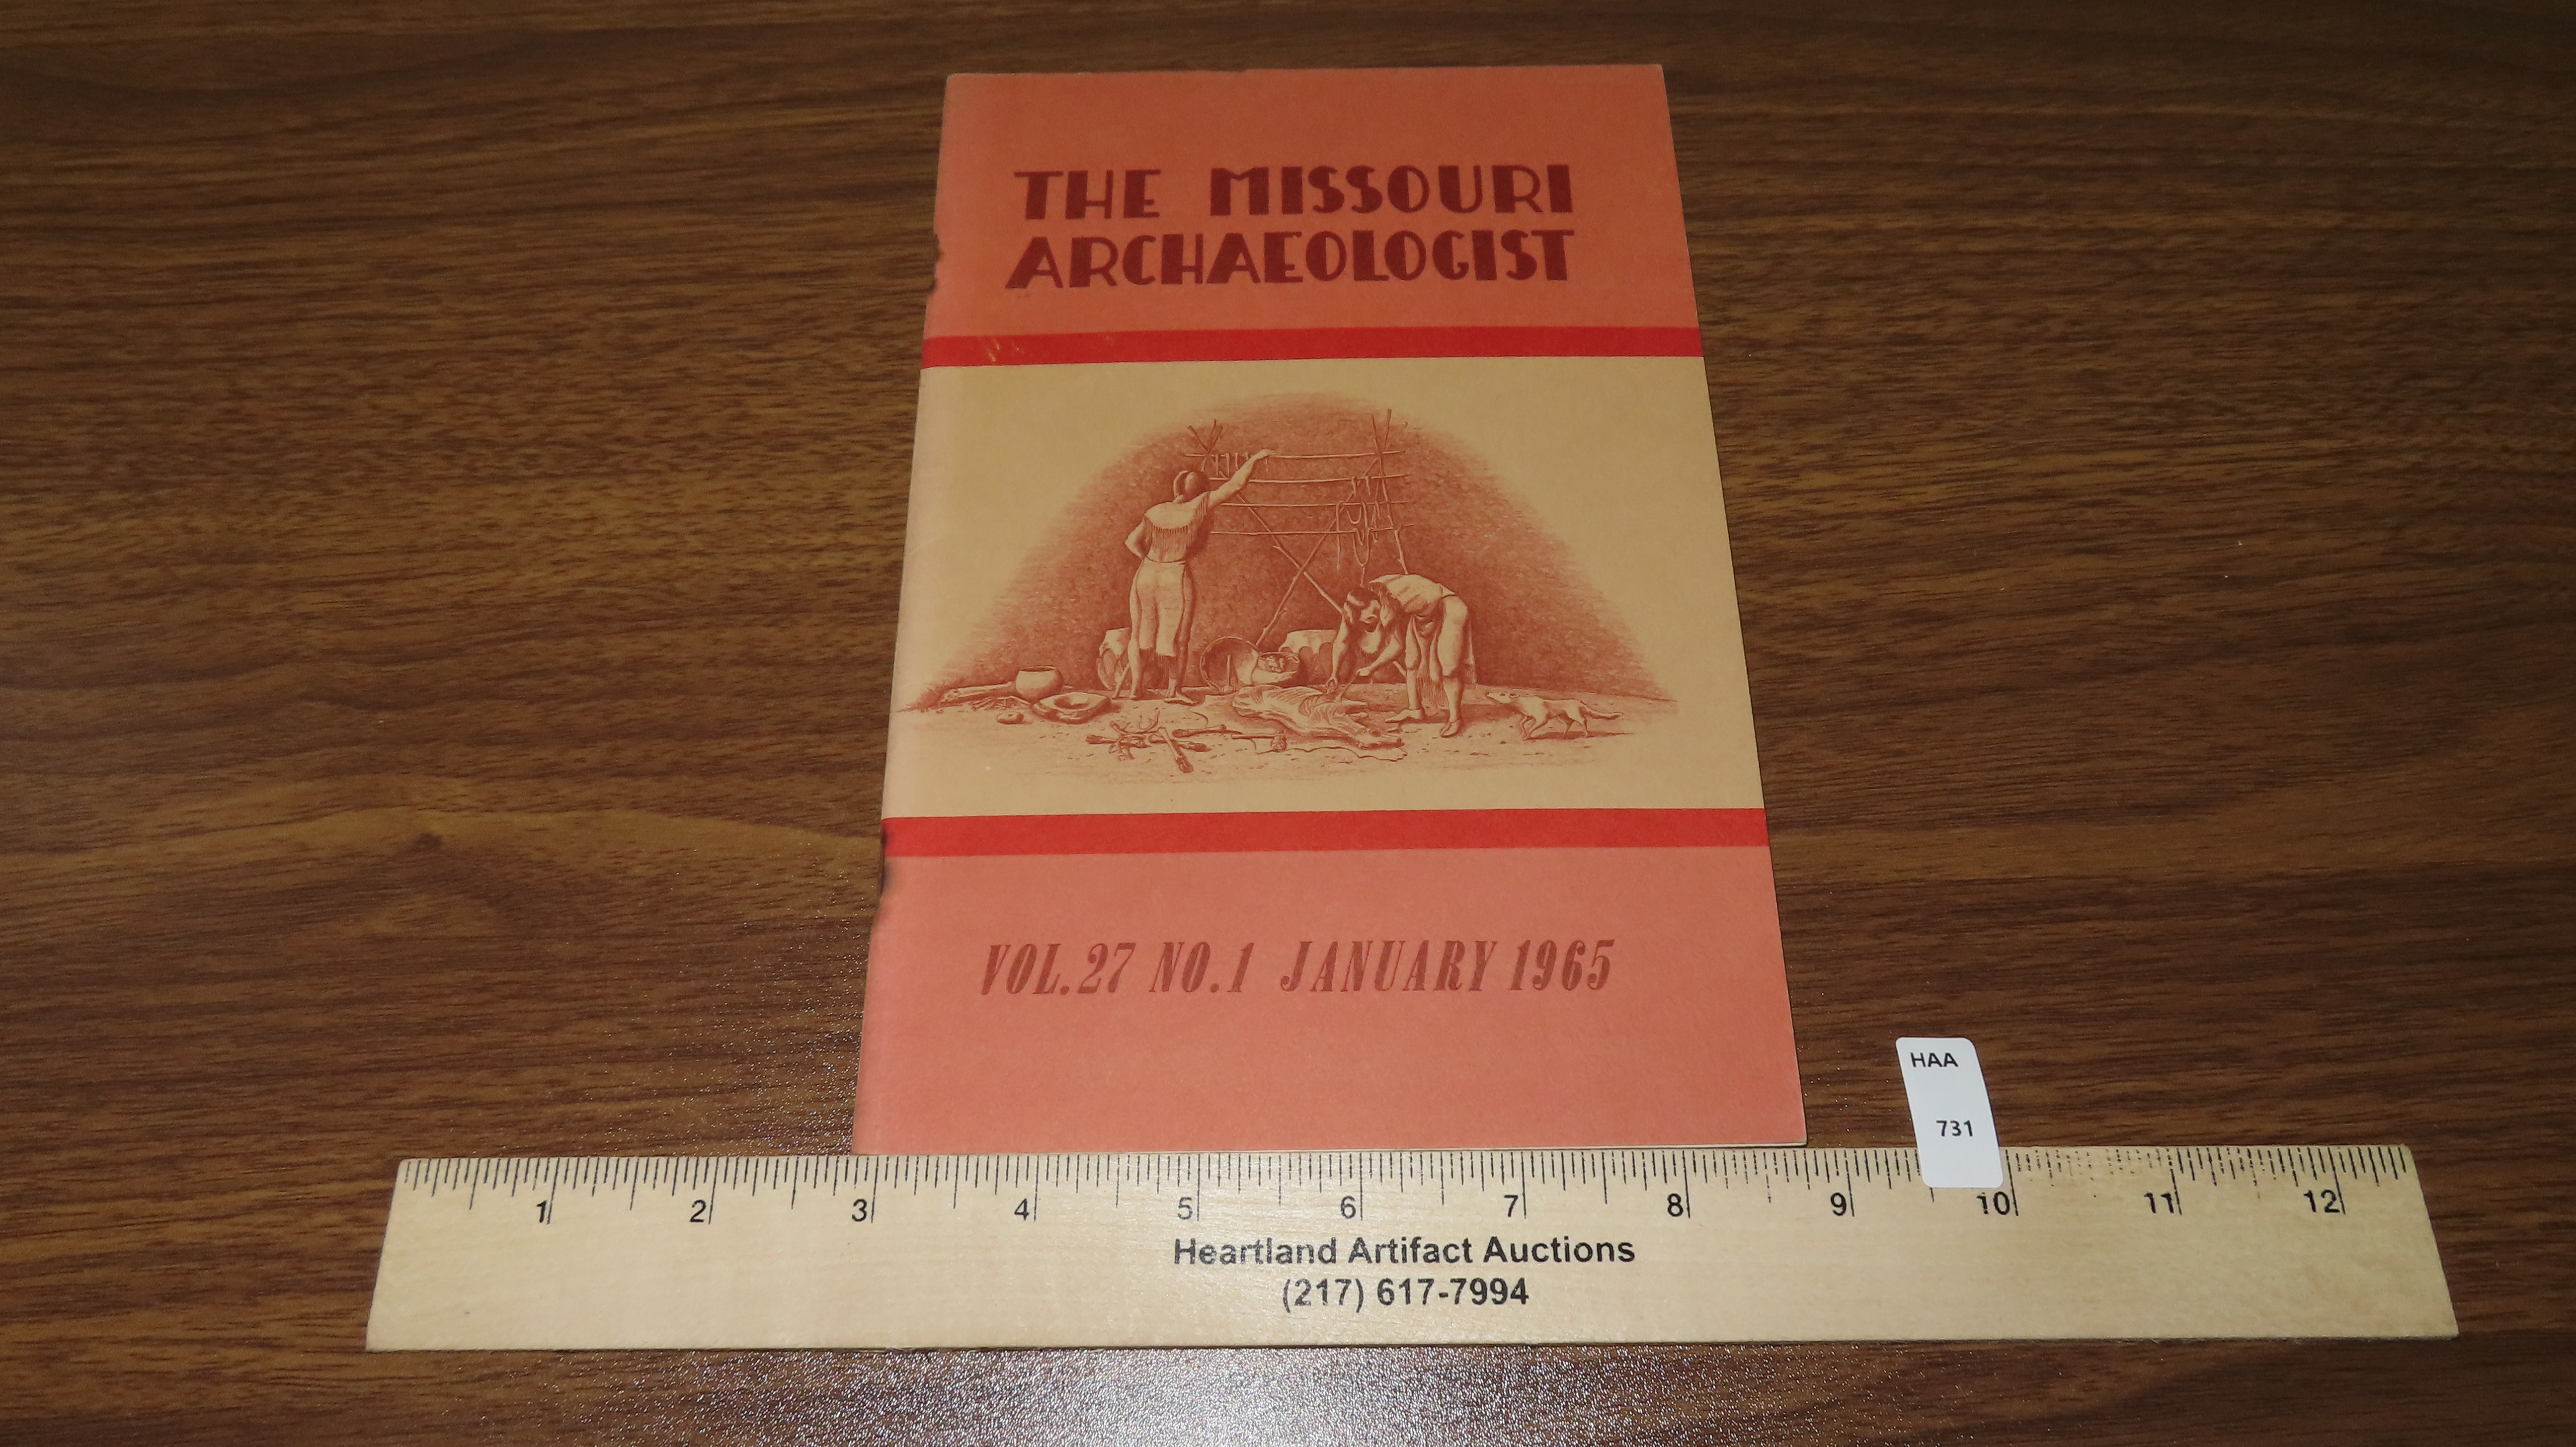 THE MISSOURI
ARCHAEOLOGIST
VOL.27 NO.1 JANUARY 1965
HAA
731
1 2 3 4 5 6 7 8 9 10 11 12
Heartland Artifact Auctions
(217) 617-7994